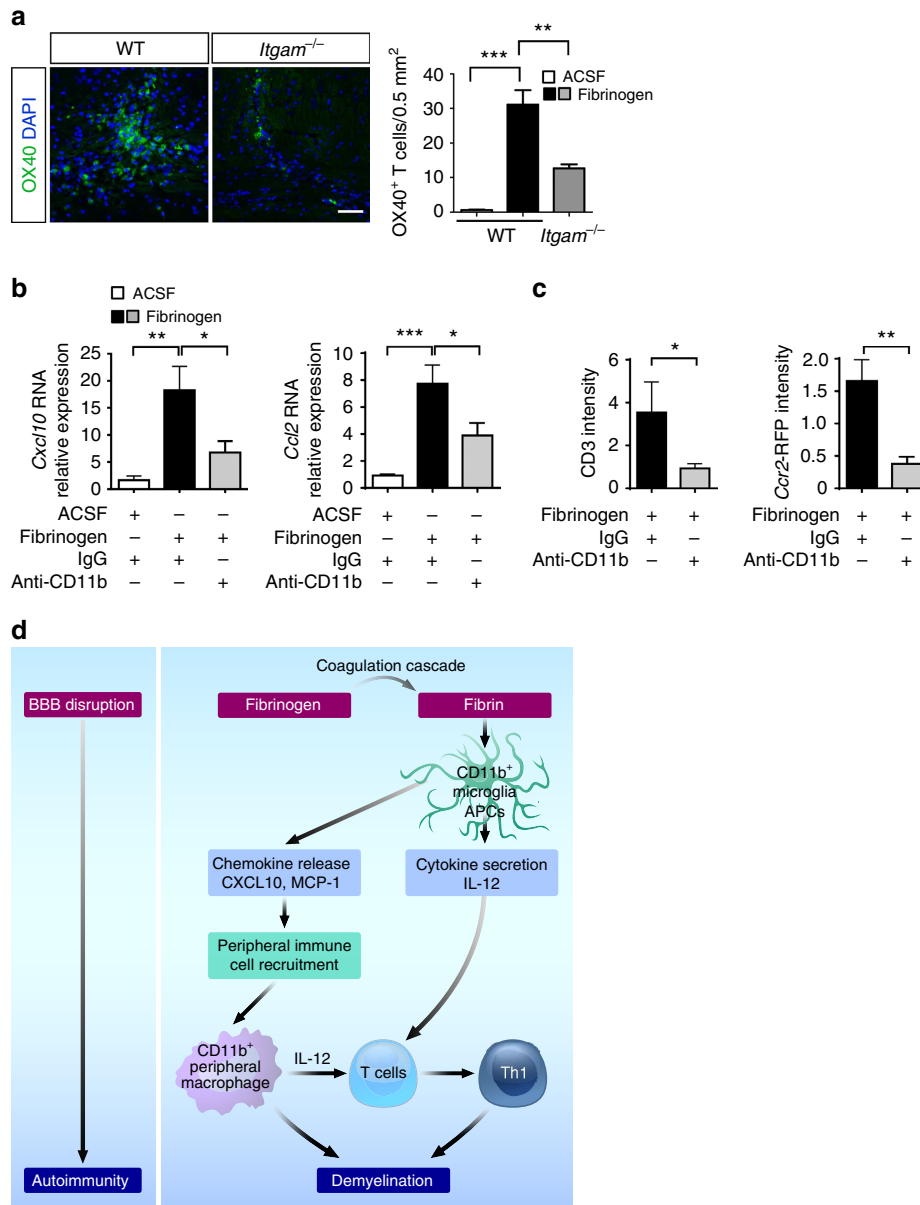 a
WT
Itgam–/–
OX40 DAPI
OX40+ T cells/0.5 mm2
40
30
20
10
0
***
**
ACSF
Fibrinogen
WT
Itgam–/–
b
ACSF
Fibrinogen
Cxcl10 RNA
relative expression
25
20
15
10
5
0
**
*
ACSF + – –
Fibrinogen – + +
IgG + + –
Anti-CD11b – – +
Ccl2 RNA
relative expression
10
8
6
4
2
0
***
*
ACSF + – –
Fibrinogen – + +
IgG + + –
Anti-CD11b – – +
c
CD3 intensity
6
4
2
0
*
Fibrinogen + +
IgG + –
Anti-CD11b – +
Ccr2-RFP intensity
2.0
1.5
1.0
0.5
0
**
Fibrinogen + +
IgG + –
Anti-CD11b – +
d
BBB disruption
Autoimmunity
Coagulation cascade
Fibrinogen
Fibrin
CD11b+
microglia
APCs
Chemokine release
CXCL10, MCP-1
Cytokine secretion
IL-12
Peripheral immune
cell recruitment
CD11b+
peripheral
macrophage
IL-12
T cells
Th1
Demyelination